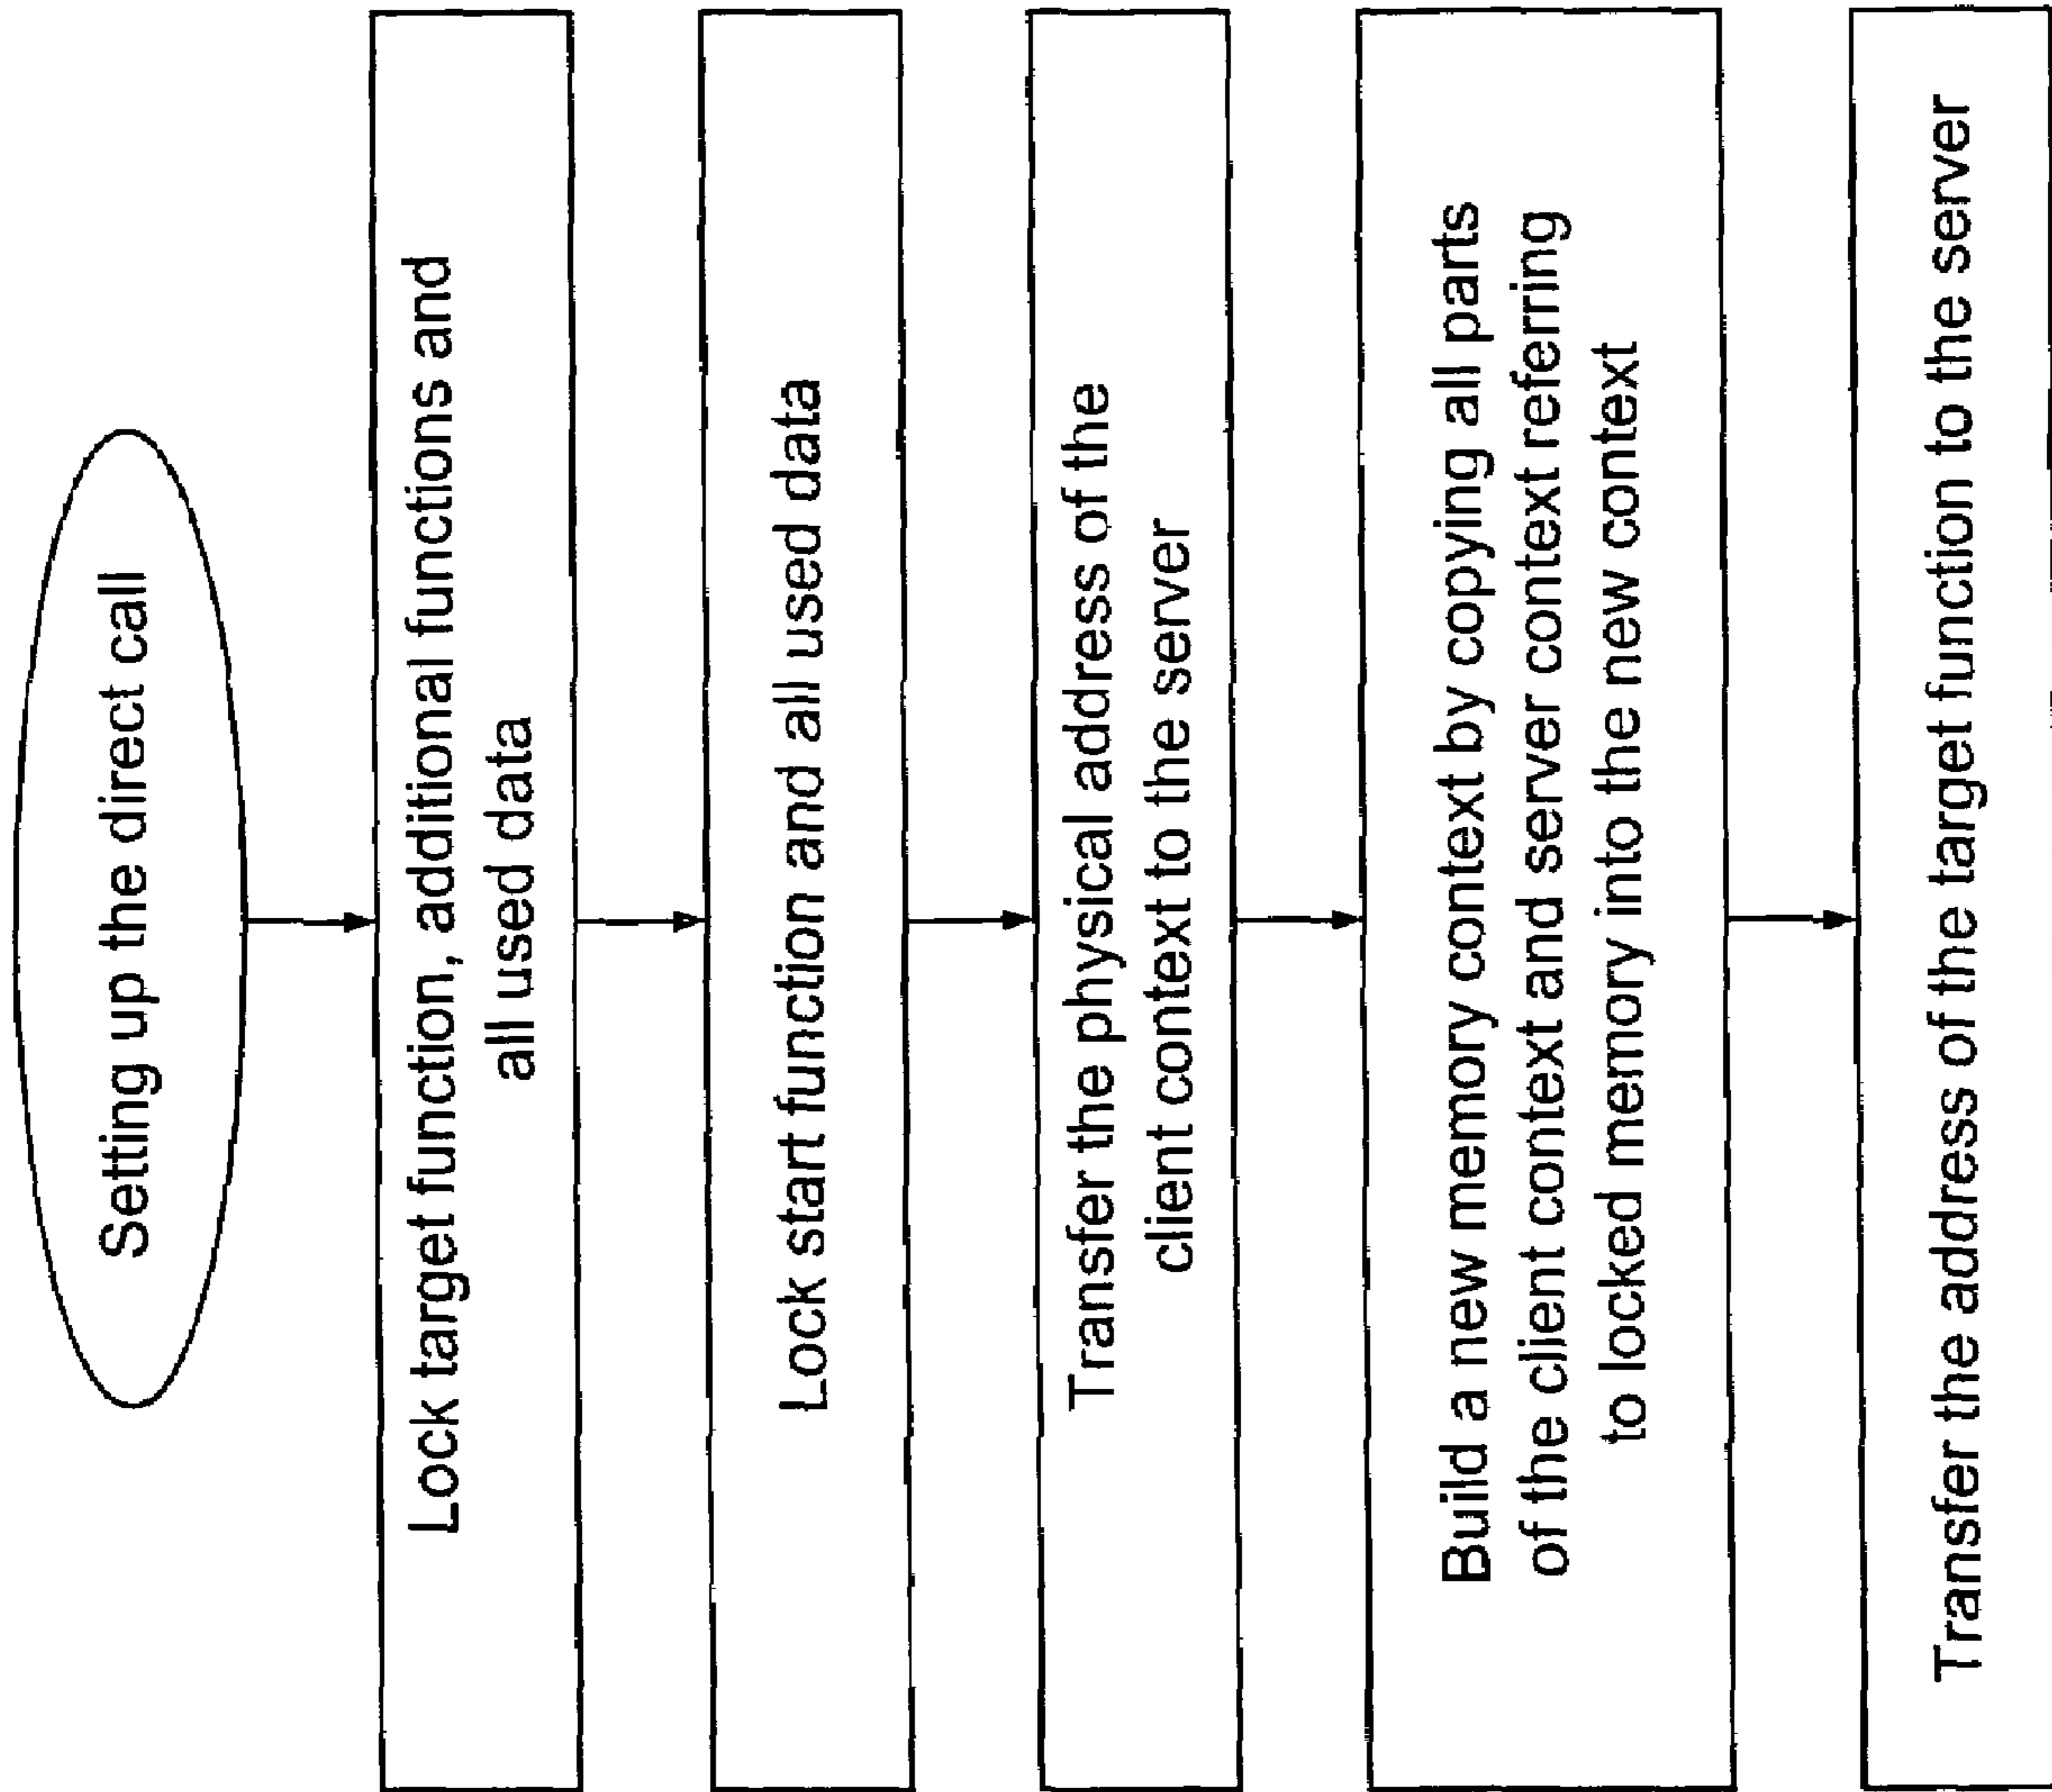 Setting up the direct call
Lock target function, additional functions and
all used data
Lock start function and all used data
Transfer the physical address of the
client context to the server
Build a new memory context by copying all parts
of the client context and server context referring
to locked memory into the new context
Transfer the address of the target function to the server